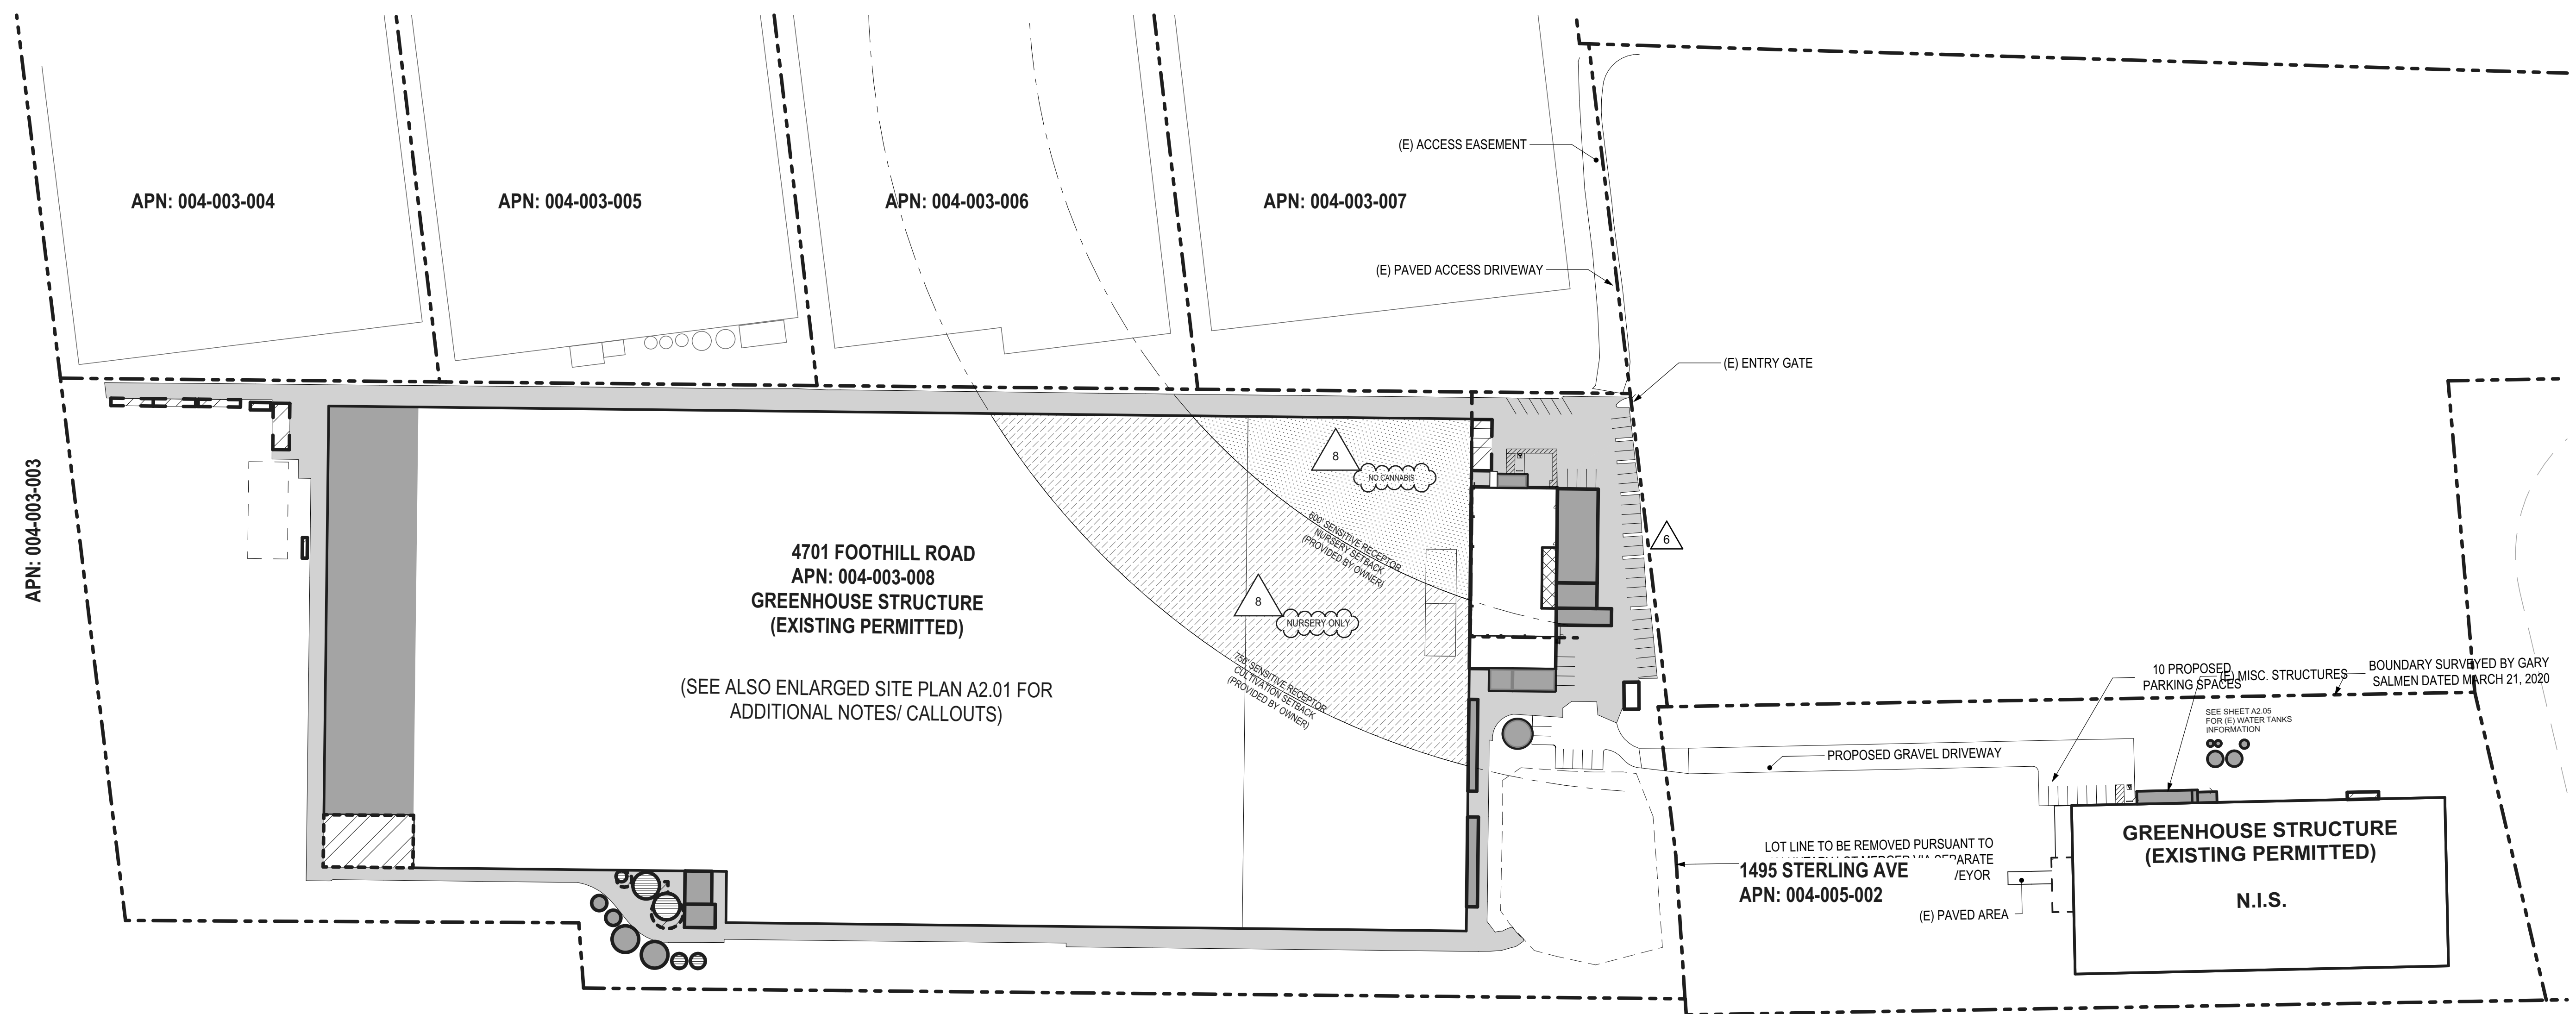 APN: 004-003-004
APN: 004-003-005
APN: 004-003-006
APN: 004-003-007
(E) ACCESS EASEMENT
(E) PAVED ACCESS DRIVEWAY
(E) ENTRY GATE
APN: 004-003-003
8
NO CANNABIS
600' SENSITIVE RECEPTOR
NURSERY SETBACK
(PROVIDED BY OWNER)
6
4701 FOOTHILL ROAD
APN: 004-003-008
GREENHOUSE STRUCTURE
(EXISTING PERMITTED)
(SEE ALSO ENLARGED SITE PLAN A2.01 FOR
ADDITIONAL NOTES/ CALLOUTS)
8
NURSERY ONLY
750' SENSITIVE RECEPTOR
CULTIVATION SETBACK
(PROVIDED BY OWNER)
10 PROPOSED
PARKING SPACES
(E) MISC. STRUCTURES
BOUNDARY SURVEYED BY GARY
SALMEN DATED MARCH 21, 2020
SEE SHEET A2.05
FOR (E) WATER TANKS
INFORMATION
PROPOSED GRAVEL DRIVEWAY
LOT LINE TO BE REMOVED PURSUANT TO
SEPARATE
/EYOR
1495 STERLING AVE
APN: 004-005-002
(E) PAVED AREA
GREENHOUSE STRUCTURE
(EXISTING PERMITTED)
N.I.S.